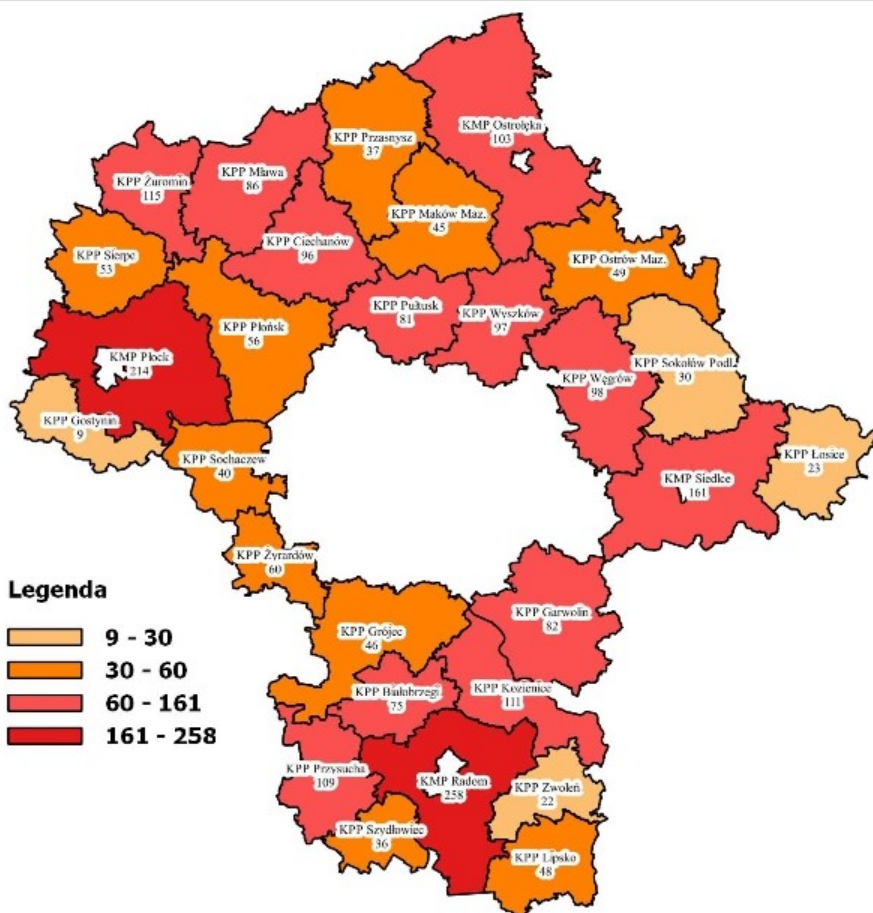 KPP Przasnysz
37
KMP Ostrołęka
103
KPP Żuromin
115
KPP Mława
86
KPP Maków Maz.
45
KPP Ciechanów
96
KPP Sierpc
53
KPP Ostrów Maz.
49
KPP Pułtusk
81
KPP Wyszków
97
KPP Płońsk
56
KMP Płock
214
KPP Sokołów Podl.
30
KPP Węgrów
98
KPP Gostynin
9
KPP Sochaczew
40
KPP Łosice
23
KMP Siedlce
161
KPP Żyrardów
60
Legenda
9 - 30
30 - 60
60 - 161
161 - 258
KPP Garwolin
82
KPP Grójec
46
KPP Białobrzegi
75
KPP Kozienice
111
KPP Przysucha
109
KMP Radom
258
KPP Zwoleń
22
KPP Szydłowiec
36
KPP Lipsko
48